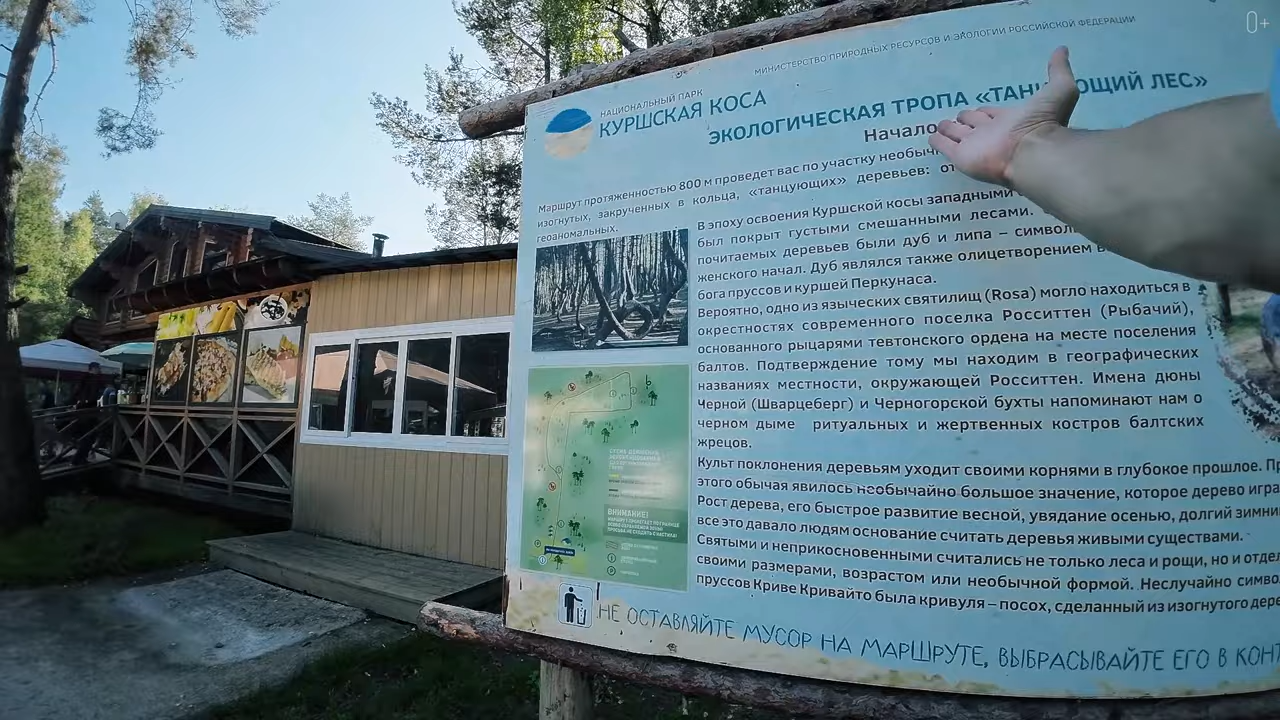 0+
МИНИСТЕРСТВО ПРИРОДНЫХ РЕСУРСОВ И ЭКОЛОГИИ РОССИЙСКОЙ ФЕДЕРАЦИИ
НАЦИОНАЛЬНЫЙ ПАРК
КУРШСКАЯ КОСА
ЭКОЛОГИЧЕСКАЯ ТРОПА «ТАН ЮЩИЙ ЛЕС»
Начало
Маршрут протяженностью 800 м проведет вас по участку необыч
изогнутых, закрученных в кольца, «танцующих» деревьев: от
геоаномальных.
В эпоху освоения Куршской косы западными
был покрыт густыми смешанными лесами.
почитаемых деревьев были дуб и липа – символ
женского начал. Дуб являлся также олицетворением
бога пруссов и куршей Перкунаса.
Вероятно, одно из языческих святилищ (Rosa) могло находиться в
окрестностях современного поселка Росситтен (Рыбачий),
основанного рыцарями тевтонского ордена на месте поселения
балтов. Подтверждение тому мы находим в географических
названиях местности, окружающей Росситтен. Имена дюны
Черной (Шварцеберг) и Черногорской бухты напоминают нам о
черном дыме ритуальных и жертвенных костров балтских
жрецов.
Культ поклонения деревьям уходит своими корнями в глубокое прошлое. Пр
этого обычая явилось необычайно большое значение, которое дерево игра
Рост дерева, его быстрое развитие весной, увядание осенью, долгий зимни
все это давало людям основание считать деревья живыми существами.
Святыми и неприкосновенными считались не только леса и рощи, но и отде
своими размерами, возрастом или необычной формой. Неслучайно симво
пруссов Криве Кривайто была кривуля – посох, сделанный из изогнутого дере
ВНИМАНИЕ!
НЕ ОСТАВЛЯЙТЕ МУСОР НА МАРШРУТЕ, ВЫБРАСЫВАЙТЕ ЕГО В КОНТ